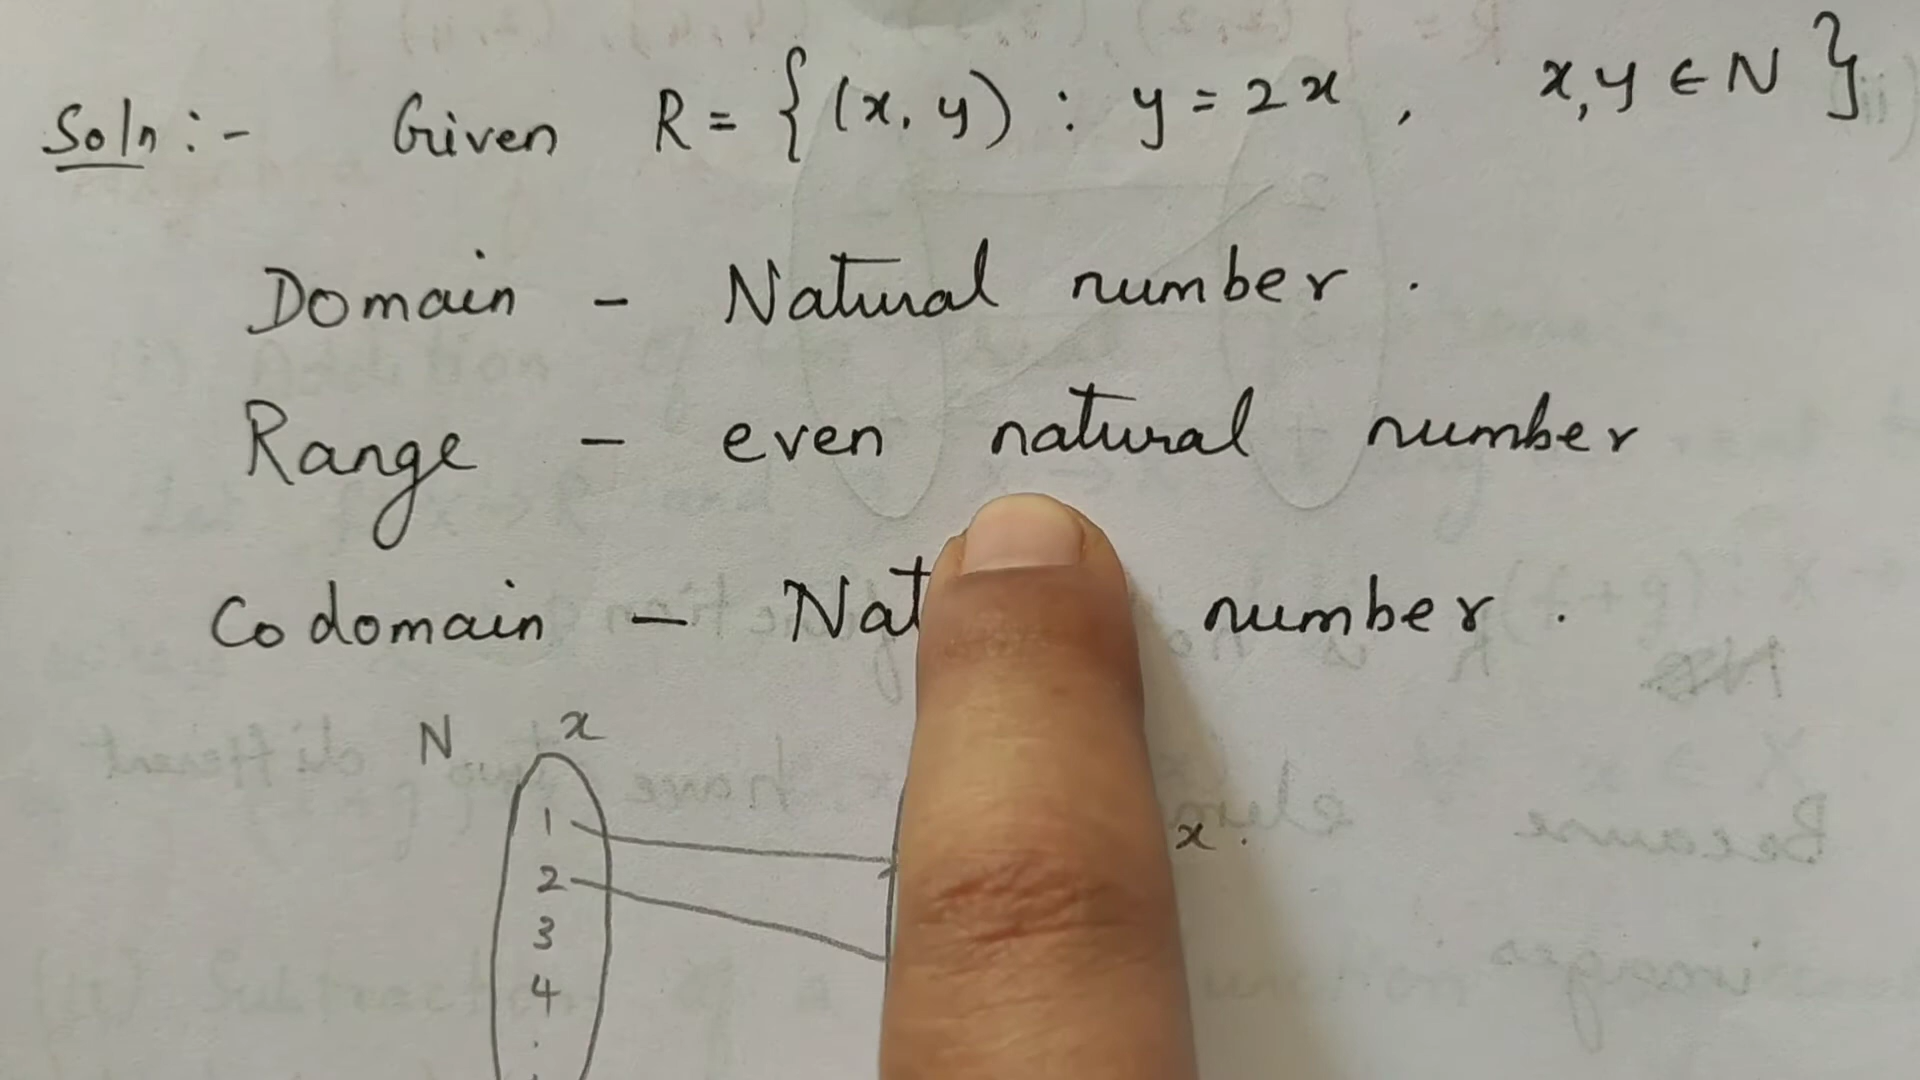 Soln :- Given R = { (x, y) : y = 2x , x, y ∈ N }
Domain - Natural number .
Range - even natural number
Codomain - Nat number .
N x
1
2
x .
3
4